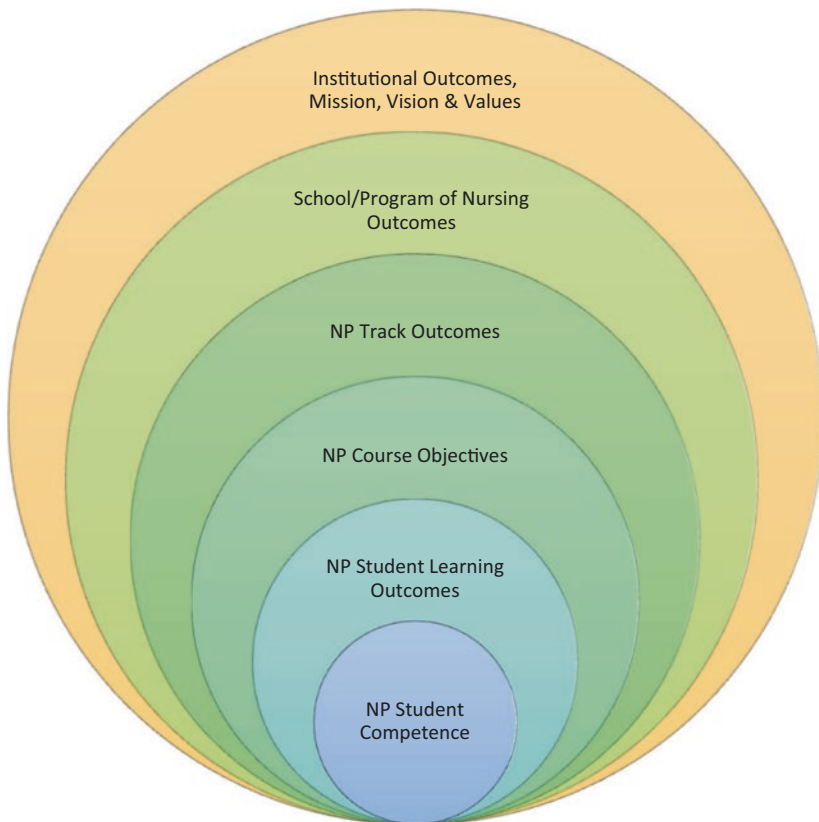 Institutional Outcomes,
Mission, Vision & Values
School/Program of Nursing
Outcomes
NP Track Outcomes
NP Course Objectives
NP Student Learning
Outcomes
NP Student
Competence